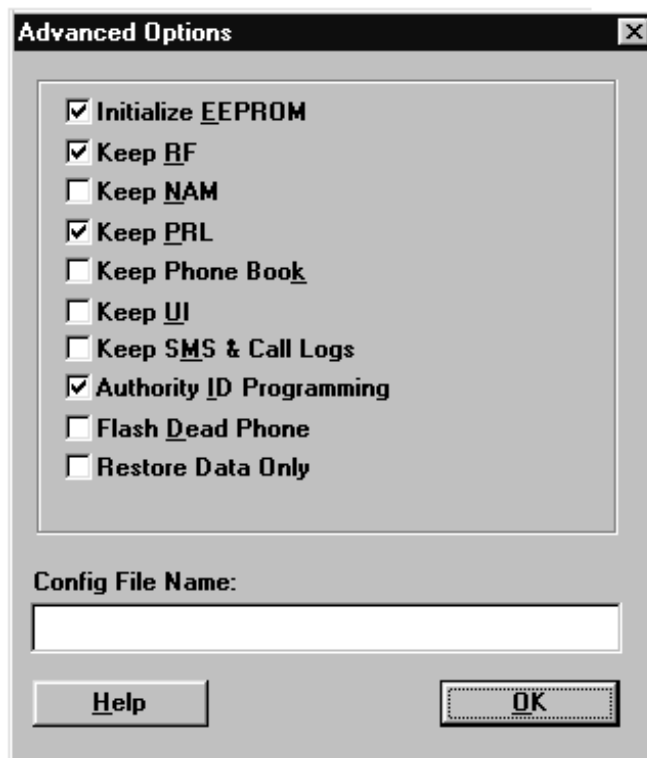 Advanced Options
Initialize EEPROM
Keep RF
Keep NAM
Keep PRL
Keep Phone Book
Keep UI
Keep SMS & Call Logs
Authority ID Programming
Flash Dead Phone
Restore Data Only
Config File Name:
Help
OK